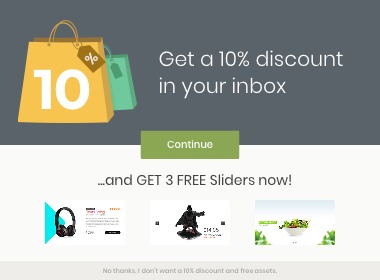 10
%
Get a 10% discount
in your inbox
Continue
...and GET 3 FREE Sliders now!
No thanks, I don't want a 10% discount and free assets.